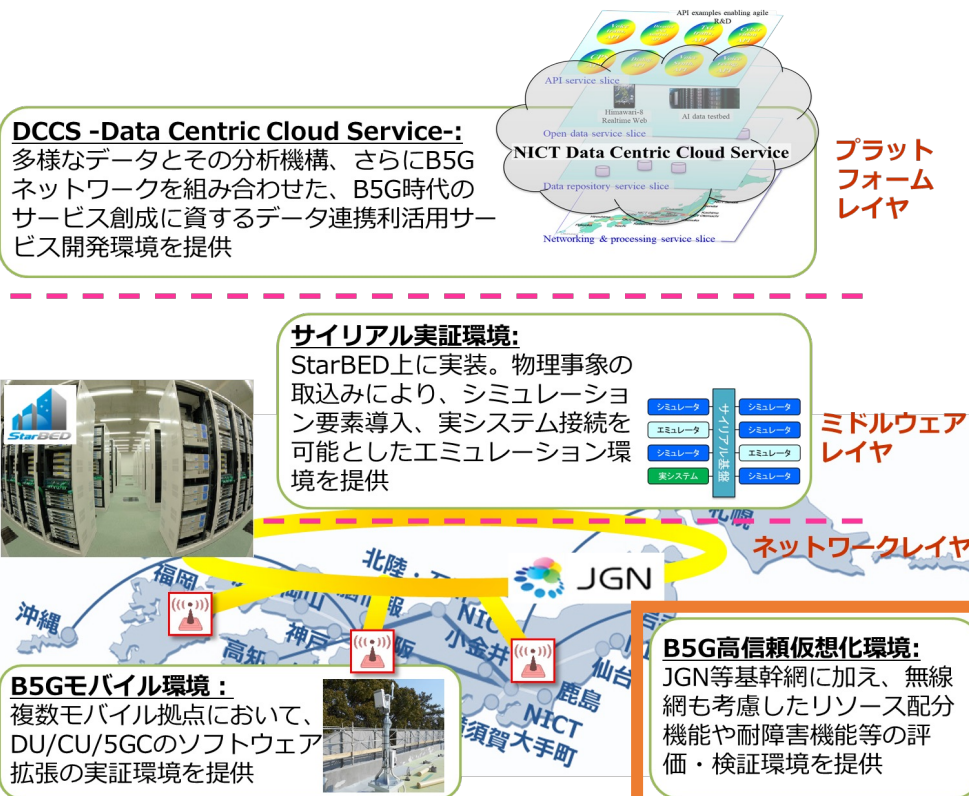 API examples enabling agile
R&D
API service slice
Himawari-8
Realtime Web
AI data testbed
Open data service slice
NICT Data Centric Cloud Service
Data repository service slice
Networking & processing service slice
DCCS -Data Centric Cloud Service-:
多様なデータとその分析機構、さらにB5G
ネットワークを組み合わせた、B5G時代の
サービス創成に資するデータ連携利活用サー
ビス開発環境を提供
プラット
フォーム
レイヤ
サイリアル実証環境:
StarBED上に実装。物理事象の
取込みにより、シミュレーショ
ン要素導入、実システム接続を
可能としたエミュレーション環
境を提供
シミュレータ
エミュレータ
シミュレータ
実システム
サイリアル基盤
シミュレータ
シミュレータ
エミュレータ
シミュレータ
ミドルウェア
レイヤ
StarBED
札幌
ネットワークレイヤ
JGN
北陸・
福岡
岡山
沖縄
神戸
高知
NIC
小金井
仙台
鹿島
NICT
大手町
B5Gモバイル環境：
複数モバイル拠点において、
DU/CU/5GCのソフトウェア
拡張の実証環境を提供
B5G高信頼仮想化環境:
JGN等基幹網に加え、無線
網も考慮したリソース配分
機能や耐障害機能等の評
価・検証環境を提供